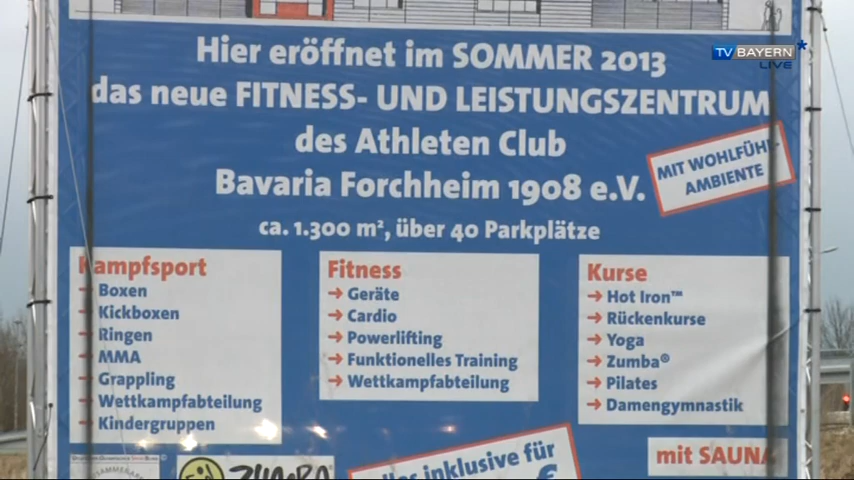 TV BAYERN
LIVE
Hier eröffnet im SOMMER 2013
das neue FITNESS- UND LEISTUNGSZENTRUM
des Athleten Club
Bavaria Forchheim 1908 e.V.
MIT WOHLFÜHL-
AMBIENTE
ca. 1.300 m², über 40 Parkplätze
Kampfsport
→ Boxen
→ Kickboxen
→ Ringen
→ MMA
→ Grappling
→ Wettkampfabteilung
→ Kindergruppen
Fitness
→ Geräte
→ Cardio
→ Powerlifting
→ Funktionelles Training
→ Wettkampfabteilung
Kurse
→ Hot Iron™
→ Rückenkurse
→ Yoga
→ Zumba®
→ Pilates
→ Damengymnastik
mit SAUNA
ZUMBA
inklusive für
€